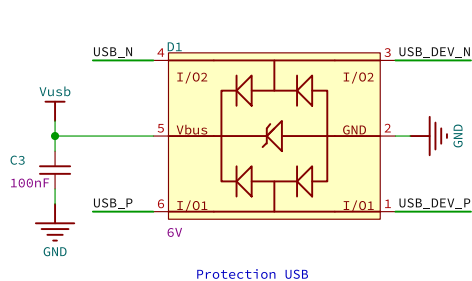 D1
USB_N 4 3 USB_DEV_N
I/O2 I/O2
Vusb
5 Vbus GND 2 GND
C3
100nF
USB_P 6 I/O1 I/O1 1 USB_DEV_P
6V
GND
Protection USB